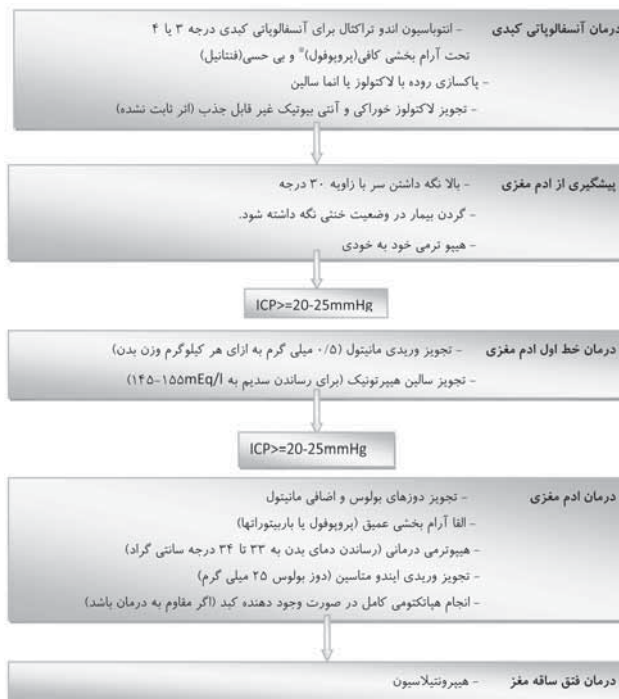 درمان آنسفالوپاتی کبدی - انتوباسیون اندو تراکتال برای آنسفالوپاتی کبدی درجه ۳ یا ۴
تحت آرام بخشی کافی(پروپوفول)* و بی حسی(فنتانیل)
- پاکسازی روده با لاکتولوز یا انما سالین
- تجویز لاکتولوز خوراکی و آنتی بیوتیک غیر قابل جذب (اثر ثابت نشده)
پیشگیری از ادم مغزی - بالا نگه داشتن سر با زاویه ۳۰ درجه
- گردن بیمار در وضعیت خنثی نگه داشته شود.
- هیپو ترمی خود به خودی
ICP>=20-25mmHg
درمان خط اول ادم مغزی - تجویز وریدی مانیتول (۰/۵ میلی گرم به ازای هر کیلوگرم وزن بدن)
- تجویز سالین هیپرتونیک (برای رساندن سدیم به ۱۴۵-۱۵۵mEq/l)
ICP>=20-25mmHg
درمان ادم مغزی - تجویز دوزهای بولوس و اضافی مانیتول
- القا آرام بخشی عمیق (پروپوفول یا باربیتوراتها)
- هیپوترمی درمانی (رساندن دمای بدن به ۳۳ تا ۳۴ درجه سانتی گراد)
- تجویز وریدی ایندو متاسین (دوز بولوس ۲۵ میلی گرم)
- انجام هپاتکتومی کامل در صورت وجود دهنده کبد (اگر مقاوم به درمان باشد)
درمان فتق ساقه مغز - هیپرونتیلاسیون